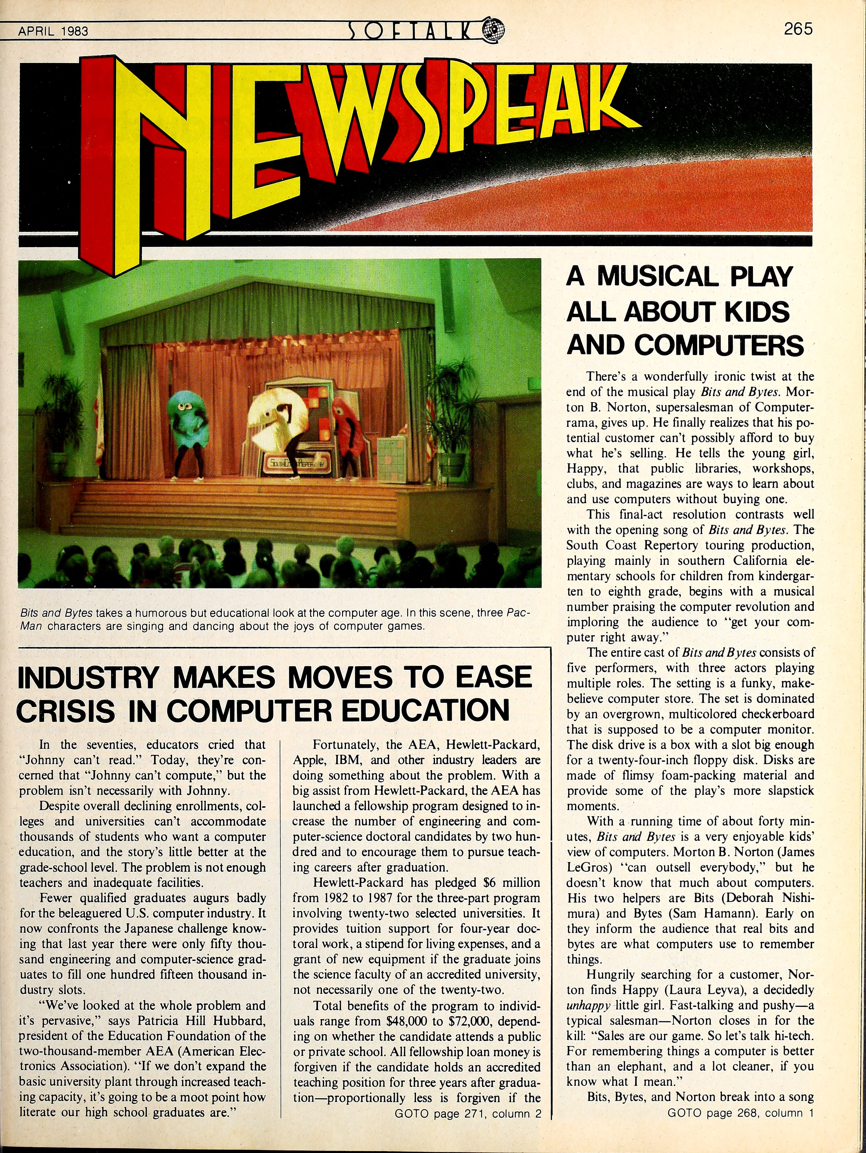 APRIL 1983
SOFTALK
265
NEWSPEAK
Bits and Bytes takes a humorous but educational look at the computer age. In this scene, three Pac-
Man characters are singing and dancing about the joys of computer games.
INDUSTRY MAKES MOVES TO EASE
CRISIS IN COMPUTER EDUCATION
In the seventies, educators cried that
“Johnny can’t read.” Today, they’re con-
cerned that “Johnny can’t compute,” but the
problem isn’t necessarily with Johnny.
Despite overall declining enrollments, col-
leges and universities can’t accommodate
thousands of students who want a computer
education, and the story’s little better at the
grade-school level. The problem is not enough
teachers and inadequate facilities.
Fewer qualified graduates augurs badly
for the beleaguered U.S. computer industry. It
now confronts the Japanese challenge know-
ing that last year there were only fifty thou-
sand engineering and computer-science grad-
uates to fill one hundred fifteen thousand in-
dustry slots.
“We’ve looked at the whole problem and
it’s pervasive,” says Patricia Hill Hubbard,
president of the Education Foundation of the
two-thousand-member AEA (American Elec-
tronics Association). “If we don’t expand the
basic university plant through increased teach-
ing capacity, it’s going to be a moot point how
literate our high school graduates are.”
Fortunately, the AEA, Hewlett-Packard,
Apple, IBM, and other industry leaders are
doing something about the problem. With a
big assist from Hewlett-Packard, the AEA has
launched a fellowship program designed to in-
crease the number of engineering and com-
puter-science doctoral candidates by two hun-
dred and to encourage them to pursue teach-
ing careers after graduation.
Hewlett-Packard has pledged $6 million
from 1982 to 1987 for the three-part program
involving twenty-two selected universities. It
provides tuition support for four-year doc-
toral work, a stipend for living expenses, and a
grant of new equipment if the graduate joins
the science faculty of an accredited university,
not necessarily one of the twenty-two.
Total benefits of the program to individ-
uals range from $48,000 to $72,000, depend-
ing on whether the candidate attends a public
or private school. All fellowship loan money is
forgiven if the candidate holds an accredited
teaching position for three years after gradua-
tion—proportionally less is forgiven if the
GOTO page 271, column 2
A MUSICAL PLAY
ALL ABOUT KIDS
AND COMPUTERS
There’s a wonderfully ironic twist at the
end of the musical play Bits and Bytes. Mor-
ton B. Norton, supersalesman of Computer-
rama, gives up. He finally realizes that his po-
tential customer can’t possibly afford to buy
what he’s selling. He tells the young girl,
Happy, that public libraries, workshops,
clubs, and magazines are ways to learn about
and use computers without buying one.
This final-act resolution contrasts well
with the opening song of Bits and Bytes. The
South Coast Repertory touring production,
playing mainly in southern California ele-
mentary schools for children from kindergar-
ten to eighth grade, begins with a musical
number praising the computer revolution and
imploring the audience to “get your com-
puter right away.”
The entire cast of Bits and Bytes consists of
five performers, with three actors playing
multiple roles. The setting is a funky, make-
believe computer store. The set is dominated
by an overgrown, multicolored checkerboard
that is supposed to be a computer monitor.
The disk drive is a box with a slot big enough
for a twenty-four-inch floppy disk. Disks are
made of flimsy foam-packing material and
provide some of the play’s more slapstick
moments.
With a running time of about forty min-
utes, Bits and Bytes is a very enjoyable kids’
view of computers. Morton B. Norton (James
LeGros) “can outsell everybody,” but he
doesn’t know that much about computers.
His two helpers are Bits (Deborah Nishi-
mura) and Bytes (Sam Hamann). Early on
they inform the audience that real bits and
bytes are what computers use to remember
things.
Hungrily searching for a customer, Nor-
ton finds Happy (Laura Leyva), a decidedly
unhappy little girl. Fast-talking and pushy—a
typical salesman—Norton closes in for the
kill: “Sales are our game. So let’s talk hi-tech.
For remembering things a computer is better
than an elephant, and a lot cleaner, if you
know what I mean.”
Bits, Bytes, and Norton break into a song
GOTO page 268, column 1